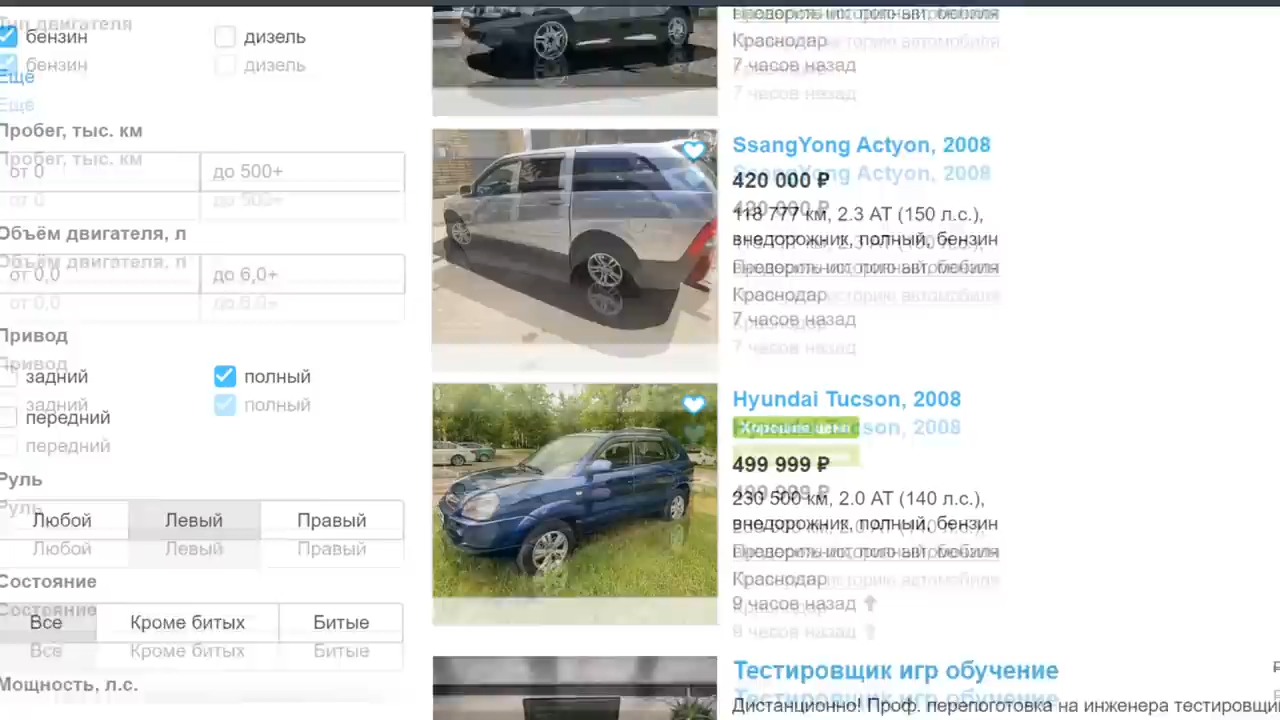 Тип двигателя
бензин
дизель
Еще
Пробег, тыс. км
от 0
до 500+
Объём двигателя, л
от 0,0
до 6,0+
Привод
задний
полный
передний
Руль
Любой
Левый
Правый
Состояние
Все
Кроме битых
Битые
Мощность, л.с.
Краснодар
7 часов назад
SsangYong Actyon, 2008
420 000 ₽
118 777 км, 2.3 AT (150 л.с.),
внедорожник, полный, бензин
Краснодар
7 часов назад
Hyundai Tucson, 2008
Хорошая цена
499 999 ₽
230 500 км, 2.0 AT (140 л.с.),
внедорожник, полный, бензин
Краснодар
9 часов назад
Тестировщик игр обучение
Дистанционно! Проф. перепоготовка на инженера тестировщи